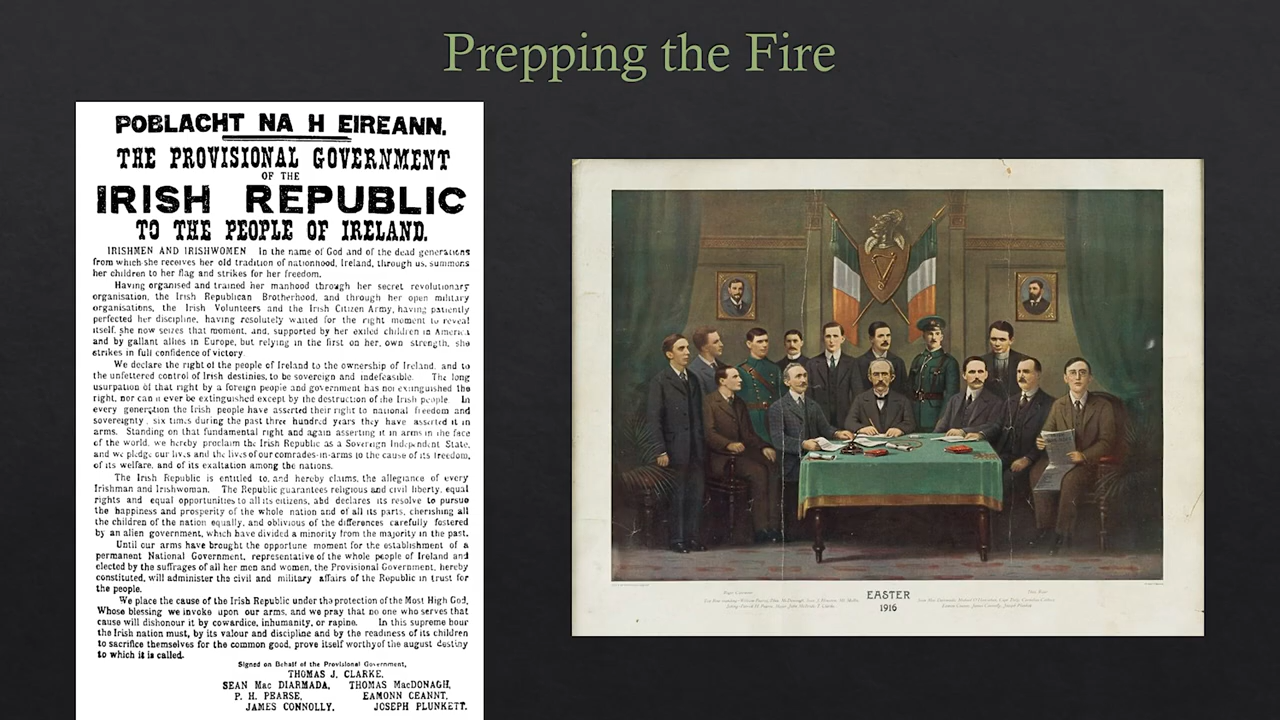 Prepping the Fire
POBLACHT NA H EIREANN.
THE PROVISIONAL GOVERNMENT
OF THE
IRISH REPUBLIC
TO THE PEOPLE OF IRELAND.
IRISHMEN AND IRISHWOMEN In the name of God and of the dead generations
from which she receives her old tradition of nationhood, Ireland, through us, summons
her children to her flag and strikes for her freedom.
Having organised and trained her manhood through her secret revolutionary
organisation, the Irish Republican Brotherhood, and through her open military
organisations, the Irish Volunteers and the Irish Citizen Army, having patiently
perfected her discipline, having resolutely waited for the right moment to reveal
itself, she now seizes that moment, and, supported by her exiled children in America
and by gallant allies in Europe, but relying in the first on her own strength, she
strikes in full confidence of victory.
We declare the right of the people of Ireland to the ownership of Ireland, and to
the unfettered control of Irish destinies, to be sovereign and indefeasible. The long
usurpation of that right by a foreign people and government has not extinguished the
right, nor can it ever be extinguished except by the destruction of the Irish people. In
every generation the Irish people have asserted their right to national freedom and
sovereignty, six times during the past three hundred years they have asserted it in
arms. Standing on that fundamental right and again asserting it in arms in the face
of the world, we hereby proclaim the Irish Republic as a Sovereign Independent State,
and we pledge our lives and the lives of our comrades-in-arms to the cause of its freedom,
of its welfare, and of its exaltation among the nations.
The Irish Republic is entitled to, and hereby claims, the allegiance of every
Irishman and Irishwoman. The Republic guarantees religious and civil liberty, equal
rights and equal opportunities to all its citizens, and declares its resolve to pursue
the happiness and prosperity of the whole nation and of all its parts, cherishing all
the children of the nation equally, and oblivious of the differences carefully fostered
by an alien government, which have divided a minority from the majority in the past.
Until our arms have brought the opportune moment for the establishment of a
permanent National Government, representative of the whole people of Ireland and
elected by the suffrages of all her men and women, the Provisional Government, hereby
constituted, will administer the civil and military affairs of the Republic in trust for
the people.
We place the cause of the Irish Republic under the protection of the Most High God,
Whose blessing we invoke upon our arms, and we pray that no one who serves that
cause will dishonour it by cowardice, inhumanity, or rapine. In this supreme hour
the Irish nation must, by its valour and discipline and by the readiness of its children
to sacrifice themselves for the common good, prove itself worthy of the august destiny
to which it is called.
Signed on Behalf of the Provisional Government,
THOMAS J. CLARKE,
SEAN Mac DIARMADA, THOMAS MacDONAGH,
P. H. PEARSE, EAMONN CEANNT,
JAMES CONNOLLY. JOSEPH PLUNKETT.
EASTER
1916